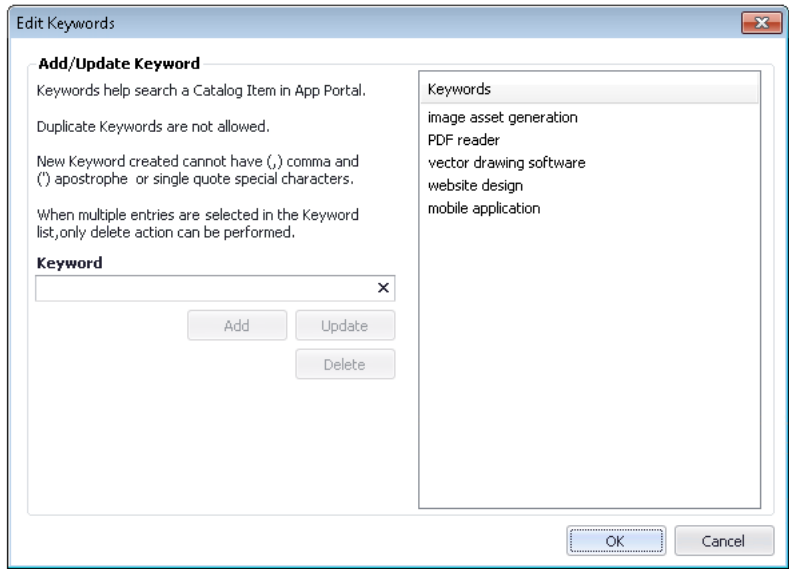 Edit Keywords
Add/Update Keyword
Keywords help search a Catalog Item in App Portal.
Duplicate Keywords are not allowed.
New Keyword created cannot have (,) comma and
(') apostrophe or single quote special characters.
When multiple entries are selected in the Keyword
list,only delete action can be performed.
Keyword
Add
Update
Delete
Keywords
image asset generation
PDF reader
vector drawing software
website design
mobile application
OK
Cancel